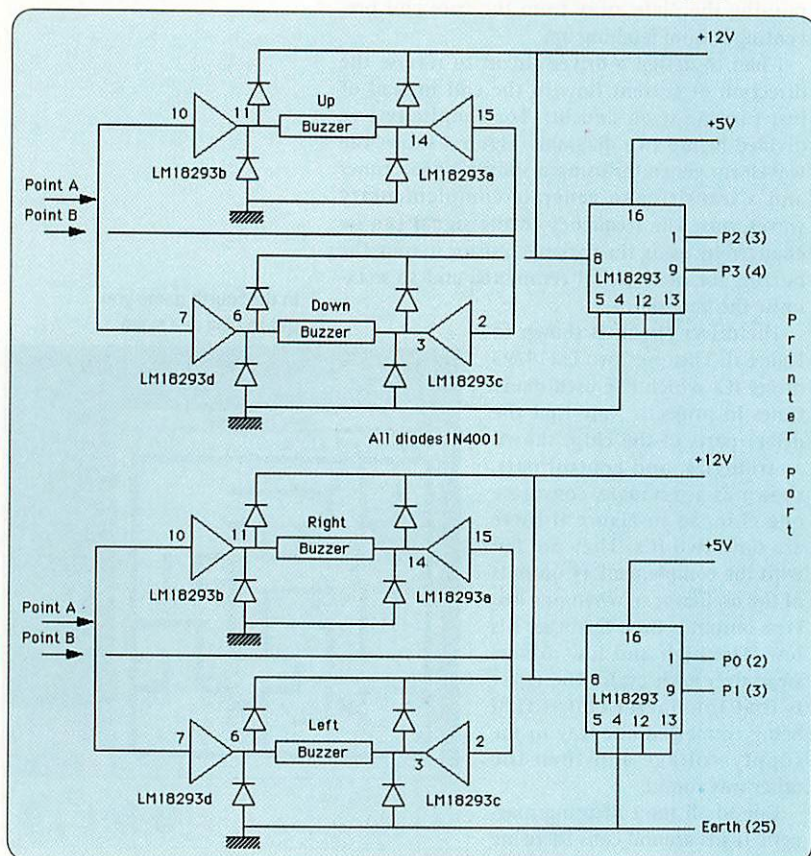 +12V
Up
10
11
Buzzer
14
15
LM18293b
LM18293a
+5V
Point A
Point B
16
1
P2 (3)
8
9
P3 (4)
LM18293
5 4 12 13
Down
7
6
Buzzer
3
2
LM18293d
LM18293c
All diodes1N4001
Printer Port
+12V
Right
10
11
Buzzer
14
15
LM18293b
LM18293a
+5V
Point A
Point B
16
1
P0 (2)
8
9
P1 (3)
LM18293
5 4 12 13
Left
7
6
Buzzer
3
2
LM18293d
LM18293c
Earth (25)